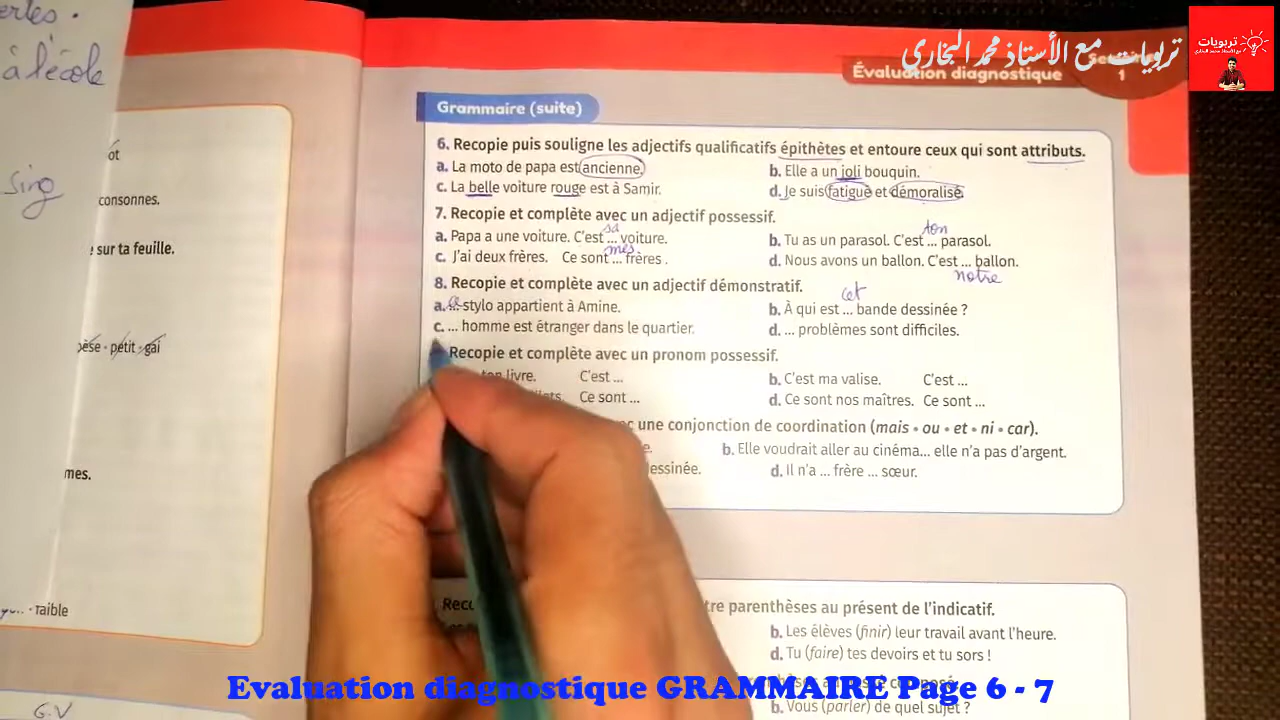 ertes.
à l'école
sing
ot
consonnes.
sur ta feuille.
pèse • petit • gai
mes.
faible
G.V
تربويات مع الأستاذ محمد البخاري
تربويات
Évaluation diagnostique
1
Grammaire (suite)
6. Recopie puis souligne les adjectifs qualificatifs épithètes et entoure ceux qui sont attributs.
a. La moto de papa est ancienne.
b. Elle a un joli bouquin.
c. La belle voiture rouge est à Samir.
d. Je suis fatigué et démoralisé.
7. Recopie et complète avec un adjectif possessif.
sa
ton
a. Papa a une voiture. C'est ... voiture.
b. Tu as un parasol. C'est ... parasol.
mes
c. J'ai deux frères. Ce sont ... frères .
d. Nous avons un ballon. C'est ... ballon.
notre
8. Recopie et complète avec un adjectif démonstratif.
cet
a. ... stylo appartient à Amine.
b. À qui est ... bande dessinée ?
c. ... homme est étranger dans le quartier.
d. ... problèmes sont difficiles.
Recopie et complète avec un pronom possessif.
ton livre. C'est ...
b. C'est ma valise. C'est ...
Ce sont ...
d. Ce sont nos maîtres. Ce sont ...
une conjonction de coordination (mais • ou • et • ni • car).
b. Elle voudrait aller au cinéma... elle n'a pas d'argent.
dessinée.
d. Il n'a ... frère ... sœur.
parenthèses au présent de l'indicatif.
b. Les élèves (finir) leur travail avant l'heure.
d. Tu (faire) tes devoirs et tu sors !
b. Vous (parler) de quel sujet ?
Evaluation diagnostique GRAMMAIRE Page 6 - 7